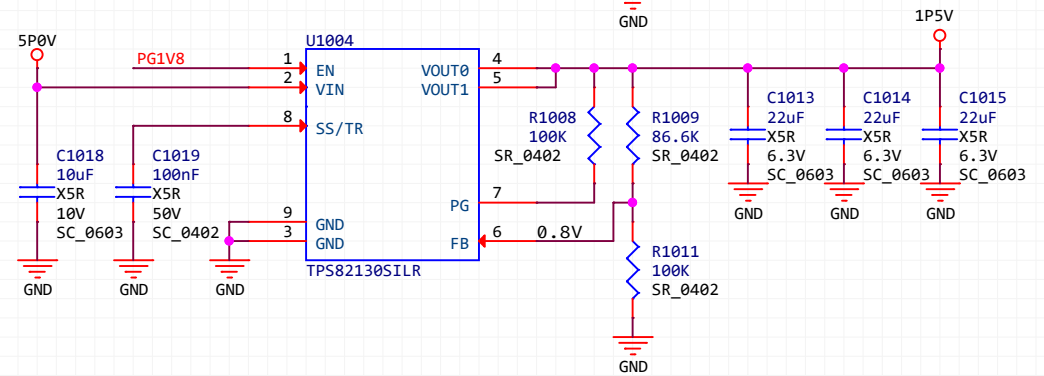 GND
1P5V
5P0V
U1004
PG1V8
1
EN
2
VIN
8
SS/TR
9
GND
3
GND
VOUT0
4
VOUT1
5
PG
7
FB
6
0.8V
TPS82130SILR
C1018
10uF
X5R
10V
SC_0603
C1019
100nF
X5R
50V
SC_0402
R1008
100K
SR_0402
R1009
86.6K
SR_0402
R1011
100K
SR_0402
C1013
22uF
X5R
6.3V
SC_0603
C1014
22uF
X5R
6.3V
SC_0603
C1015
22uF
X5R
6.3V
SC_0603
GND
GND
GND
GND
GND
GND
GND